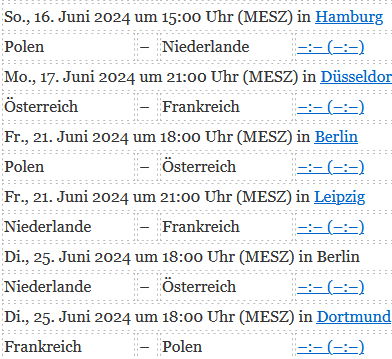 So., 16. Juni 2024 um 15:00 Uhr (MESZ) in Hamburg
Polen – Niederlande –:– (–:–)
Mo., 17. Juni 2024 um 21:00 Uhr (MESZ) in Düsseldor
Österreich – Frankreich –:– (–:–)
Fr., 21. Juni 2024 um 18:00 Uhr (MESZ) in Berlin
Polen – Österreich –:– (–:–)
Fr., 21. Juni 2024 um 21:00 Uhr (MESZ) in Leipzig
Niederlande – Frankreich –:– (–:–)
Di., 25. Juni 2024 um 18:00 Uhr (MESZ) in Berlin
Niederlande – Österreich –:– (–:–)
Di., 25. Juni 2024 um 18:00 Uhr (MESZ) in Dortmund
Frankreich – Polen –:– (–:–)